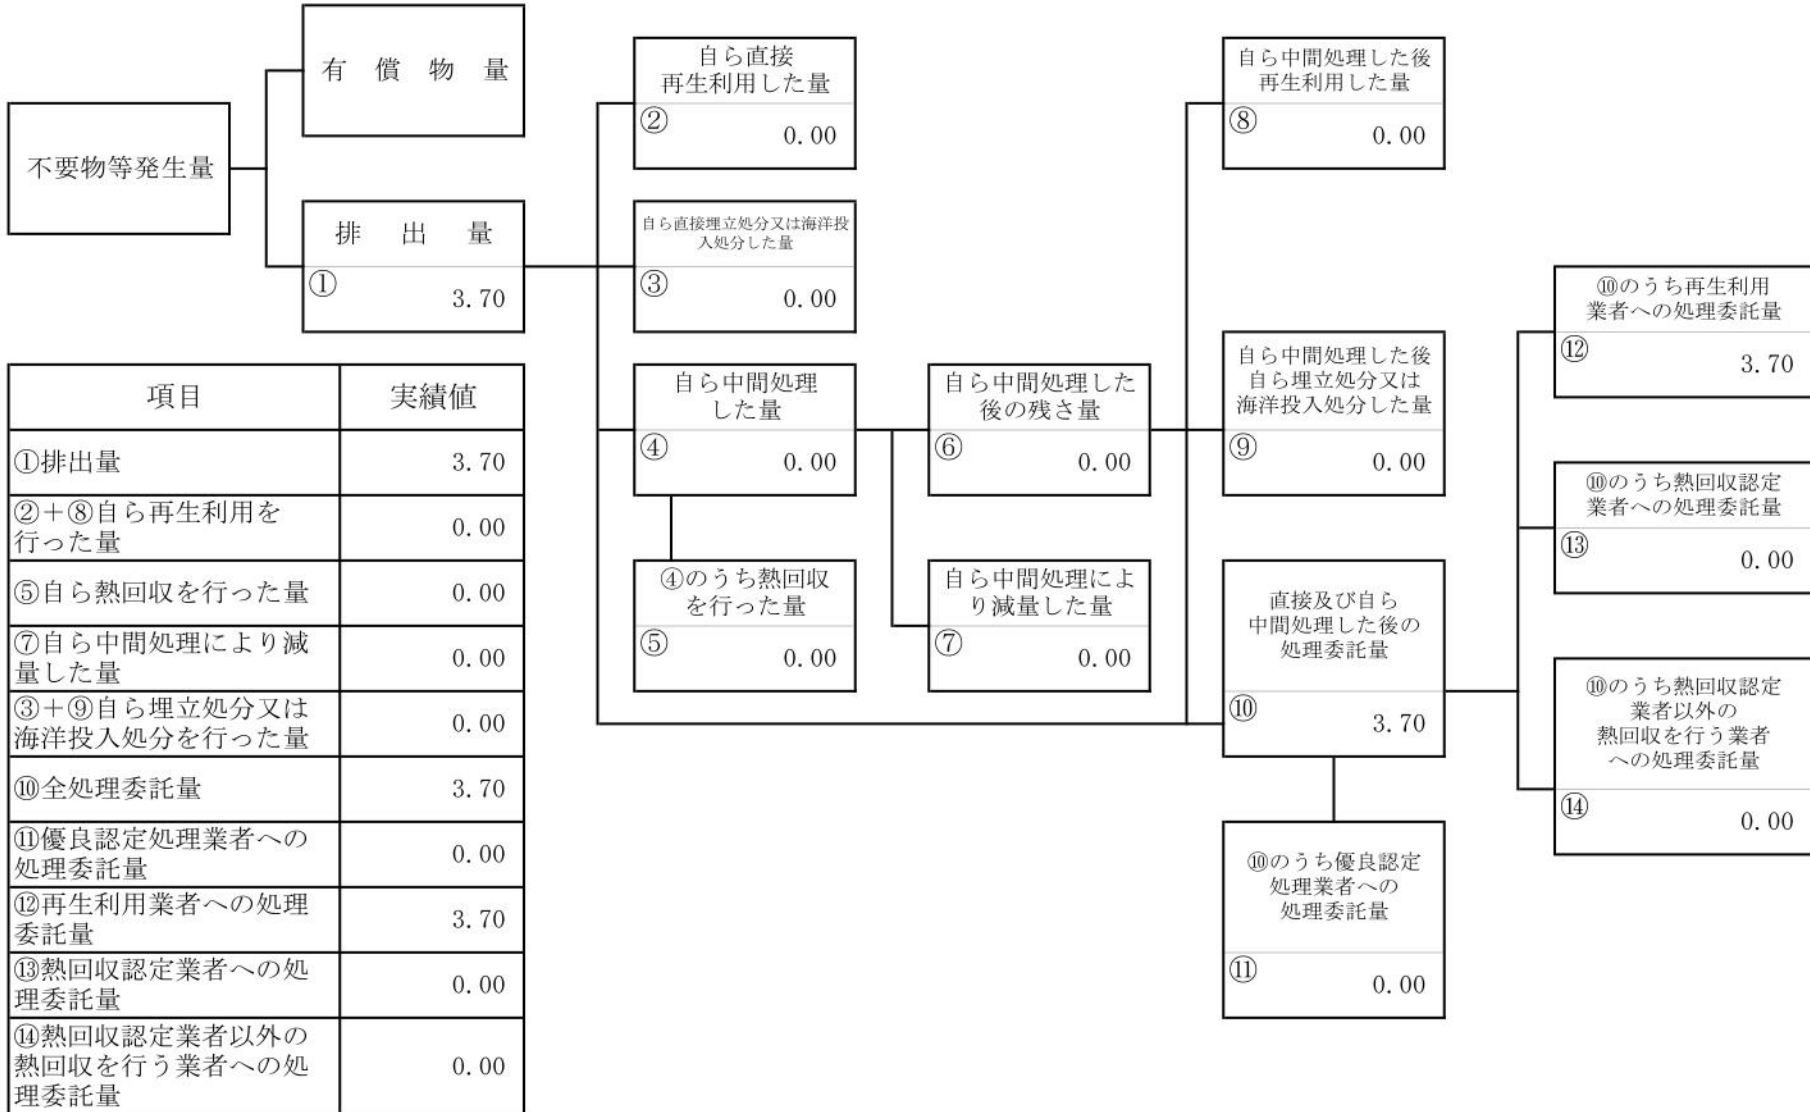 不要物等発生量
有 償 物 量
排 出 量
①
3.70
自ら直接
再生利用した量
②
0.00
自ら直接埋立処分又は海洋投
入処分した量
③
0.00
自ら中間処理
した量
④
0.00
④のうち熱回収
を行った量
⑤
0.00
自ら中間処理した
後の残さ量
⑥
0.00
自ら中間処理によ
り減量した量
⑦
0.00
自ら中間処理した後
再生利用した量
⑧
0.00
自ら中間処理した後
自ら埋立処分又は
海洋投入処分した量
⑨
0.00
直接及び自ら
中間処理した後の
処理委託量
⑩
3.70
⑩のうち優良認定
処理業者への
処理委託量
⑪
0.00
⑩のうち再生利用
業者への処理委託量
⑫
3.70
⑩のうち熱回収認定
業者への処理委託量
⑬
0.00
⑩のうち熱回収認定
業者以外の
熱回収を行う業者
への処理委託量
⑭
0.00
項目 実績値
①排出量 3.70
②＋⑧自ら再生利用を
行った量 0.00
⑤自ら熱回収を行った量 0.00
⑦自ら中間処理により減
量した量 0.00
③＋⑨自ら埋立処分又は
海洋投入処分を行った量 0.00
⑩全処理委託量 3.70
⑪優良認定処理業者への
処理委託量 0.00
⑫再生利用業者への処理
委託量 3.70
⑬熱回収認定業者への処
理委託量 0.00
⑭熱回収認定業者以外の
熱回収を行う業者への処
理委託量 0.00